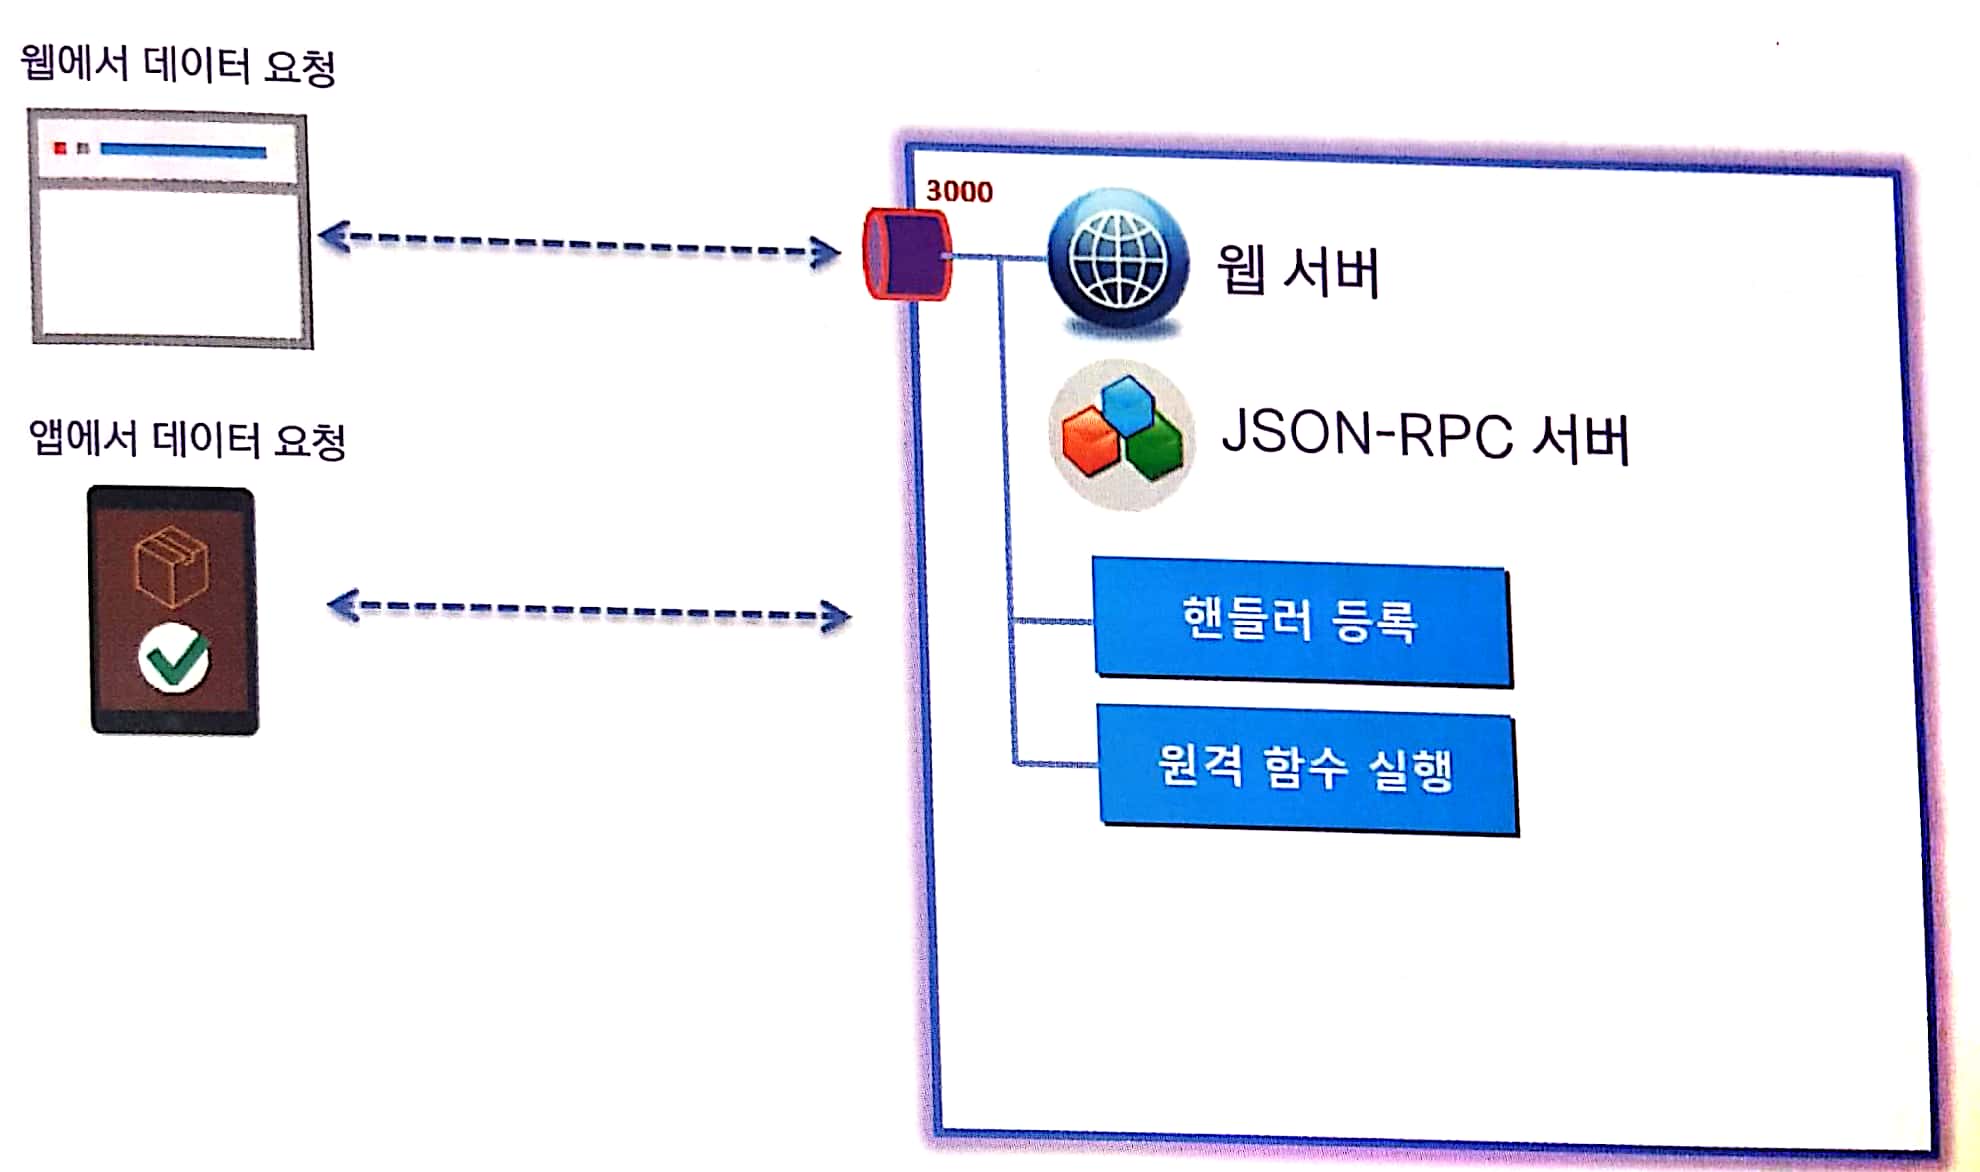 웹에서 데이터 요청
3000
웹 서버
앱에서 데이터 요청
JSON-RPC 서버
핸들러 등록
원격 함수 실행